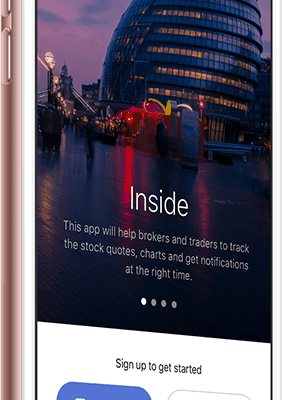 Inside
This app will help brokers and traders to track
the stock quotes, charts and get notifications
at the right time.
Sign up to get started